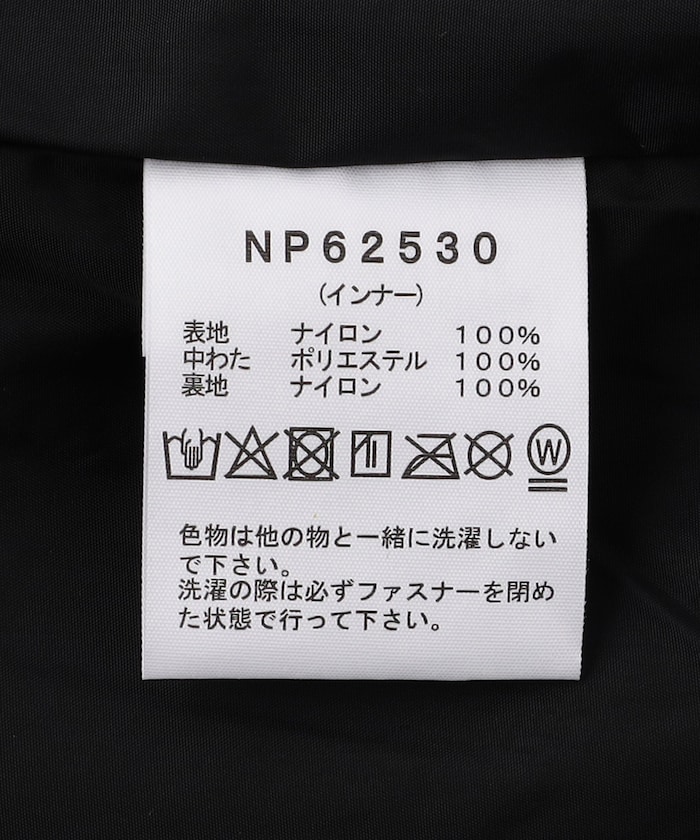 NP62530
(インナー)
表地 ナイロン 100%
中わた ポリエステル 100%
裏地 ナイロン 100%
W
色物は他の物と一緒に洗濯しない
で下さい。
洗濯の際は必ずファスナーを閉め
た状態で行って下さい。